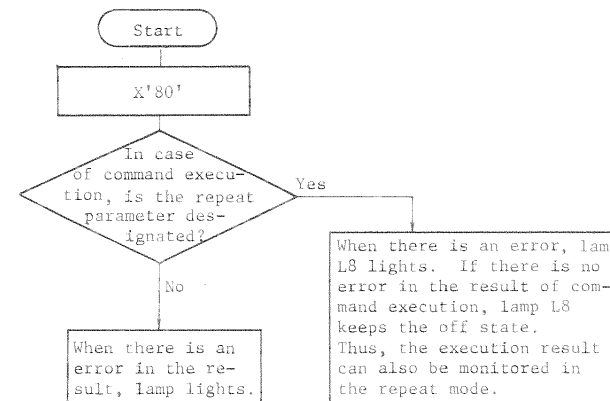 Start
X'80'
In case
of command execu-
tion, is the repeat
parameter des-
ignated?
Yes
No
When there is an error, lam
L8 lights. If there is no
error in the result of com-
mand execution, lamp L8
keeps the off state.
Thus, the execution result
can also be monitored in
the repeat mode.
When there is an
error in the re-
sult, lamp lights.